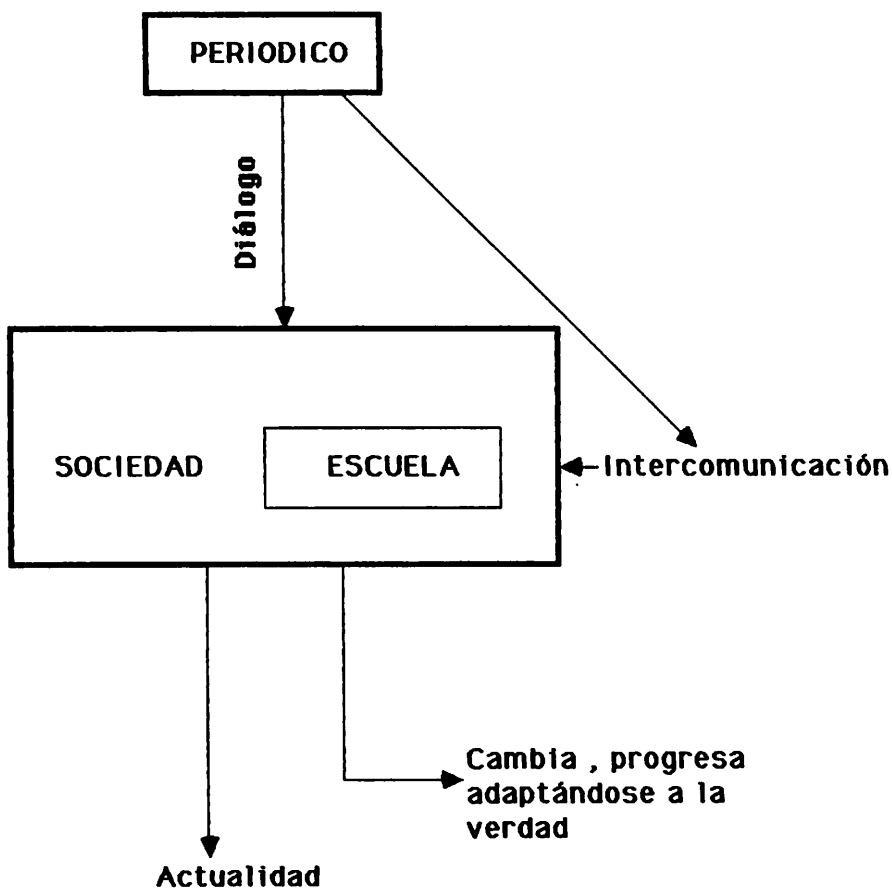 PERIODICO
Diálogo
SOCIEDAD
ESCUELA
Intercomunicación
Cambia , progresa
adaptándose a la
verdad
Actualidad